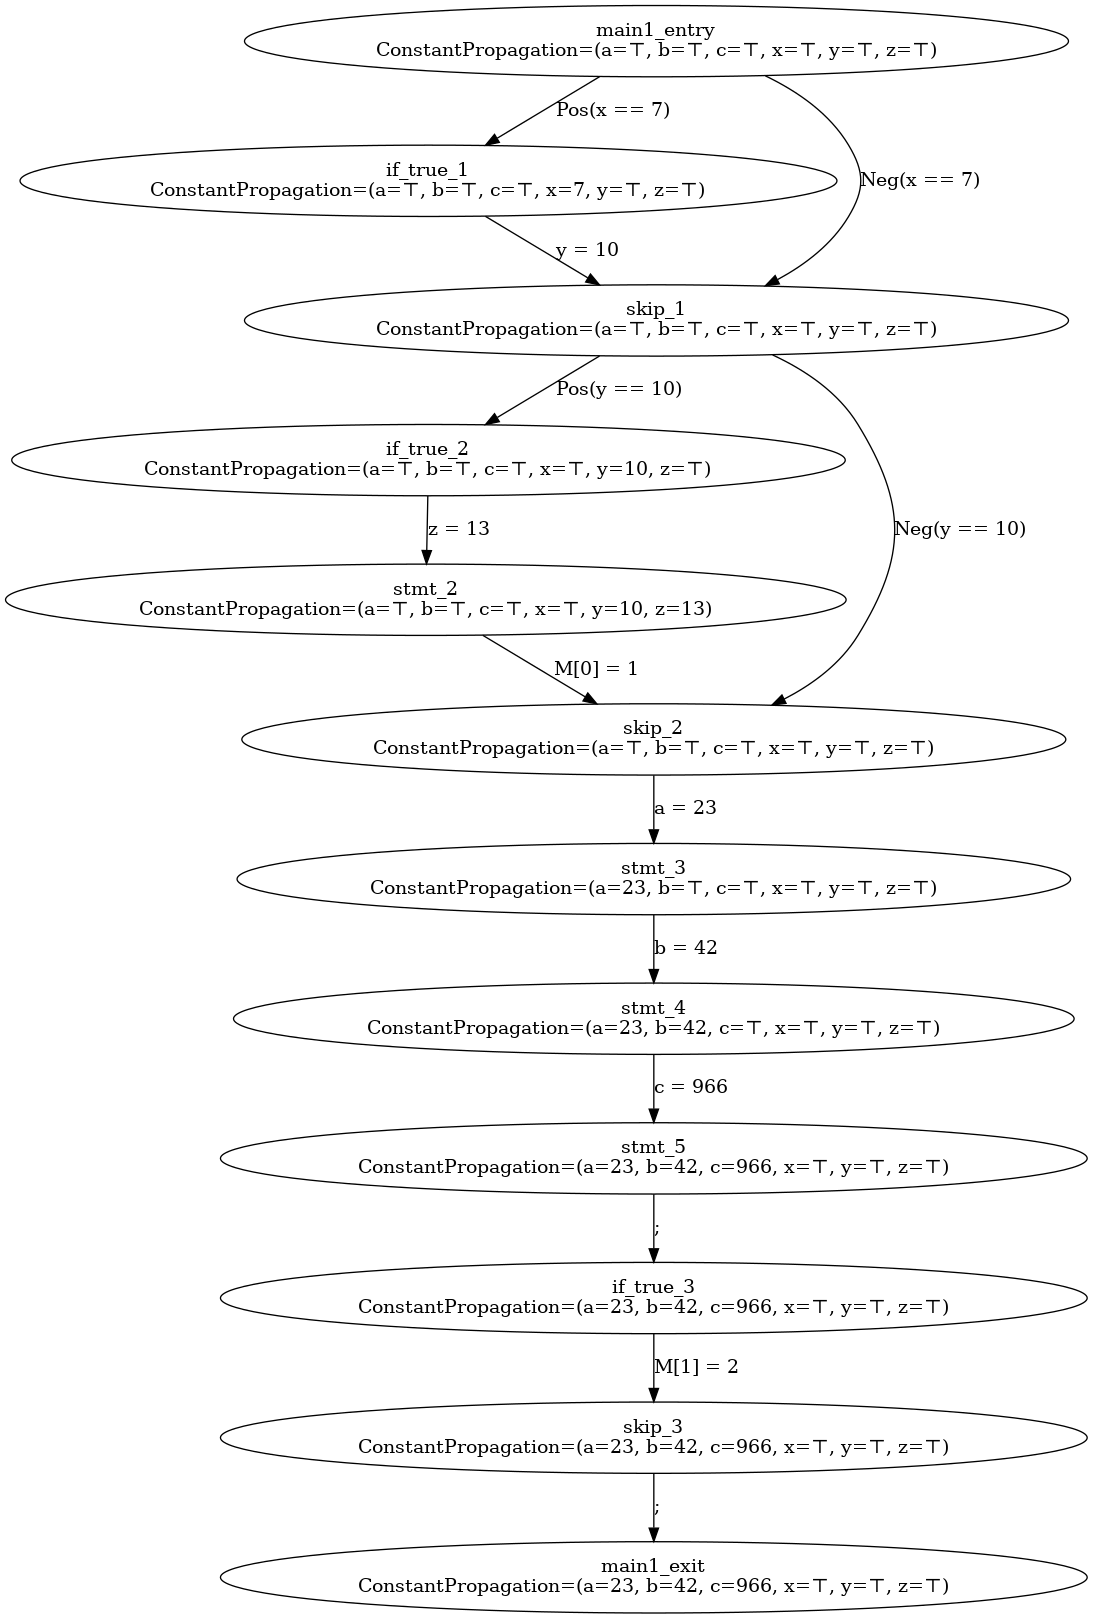 main1_entry
ConstantPropagation=(a=⊤, b=⊤, c=⊤, x=⊤, y=⊤, z=⊤)
Pos(x == 7)
Neg(x == 7)
if_true_1
ConstantPropagation=(a=⊤, b=⊤, c=⊤, x=7, y=⊤, z=⊤)
y = 10
skip_1
ConstantPropagation=(a=⊤, b=⊤, c=⊤, x=⊤, y=⊤, z=⊤)
Pos(y == 10)
if_true_2
ConstantPropagation=(a=⊤, b=⊤, c=⊤, x=⊤, y=10, z=⊤)
z = 13
Neg(y == 10)
stmt_2
ConstantPropagation=(a=⊤, b=⊤, c=⊤, x=⊤, y=10, z=13)
M[0] = 1
skip_2
ConstantPropagation=(a=⊤, b=⊤, c=⊤, x=⊤, y=⊤, z=⊤)
a = 23
stmt_3
ConstantPropagation=(a=23, b=⊤, c=⊤, x=⊤, y=⊤, z=⊤)
b = 42
stmt_4
ConstantPropagation=(a=23, b=42, c=⊤, x=⊤, y=⊤, z=⊤)
c = 966
stmt_5
ConstantPropagation=(a=23, b=42, c=966, x=⊤, y=⊤, z=⊤)
;
if_true_3
ConstantPropagation=(a=23, b=42, c=966, x=⊤, y=⊤, z=⊤)
M[1] = 2
skip_3
ConstantPropagation=(a=23, b=42, c=966, x=⊤, y=⊤, z=⊤)
;
main1_exit
ConstantPropagation=(a=23, b=42, c=966, x=⊤, y=⊤, z=⊤)